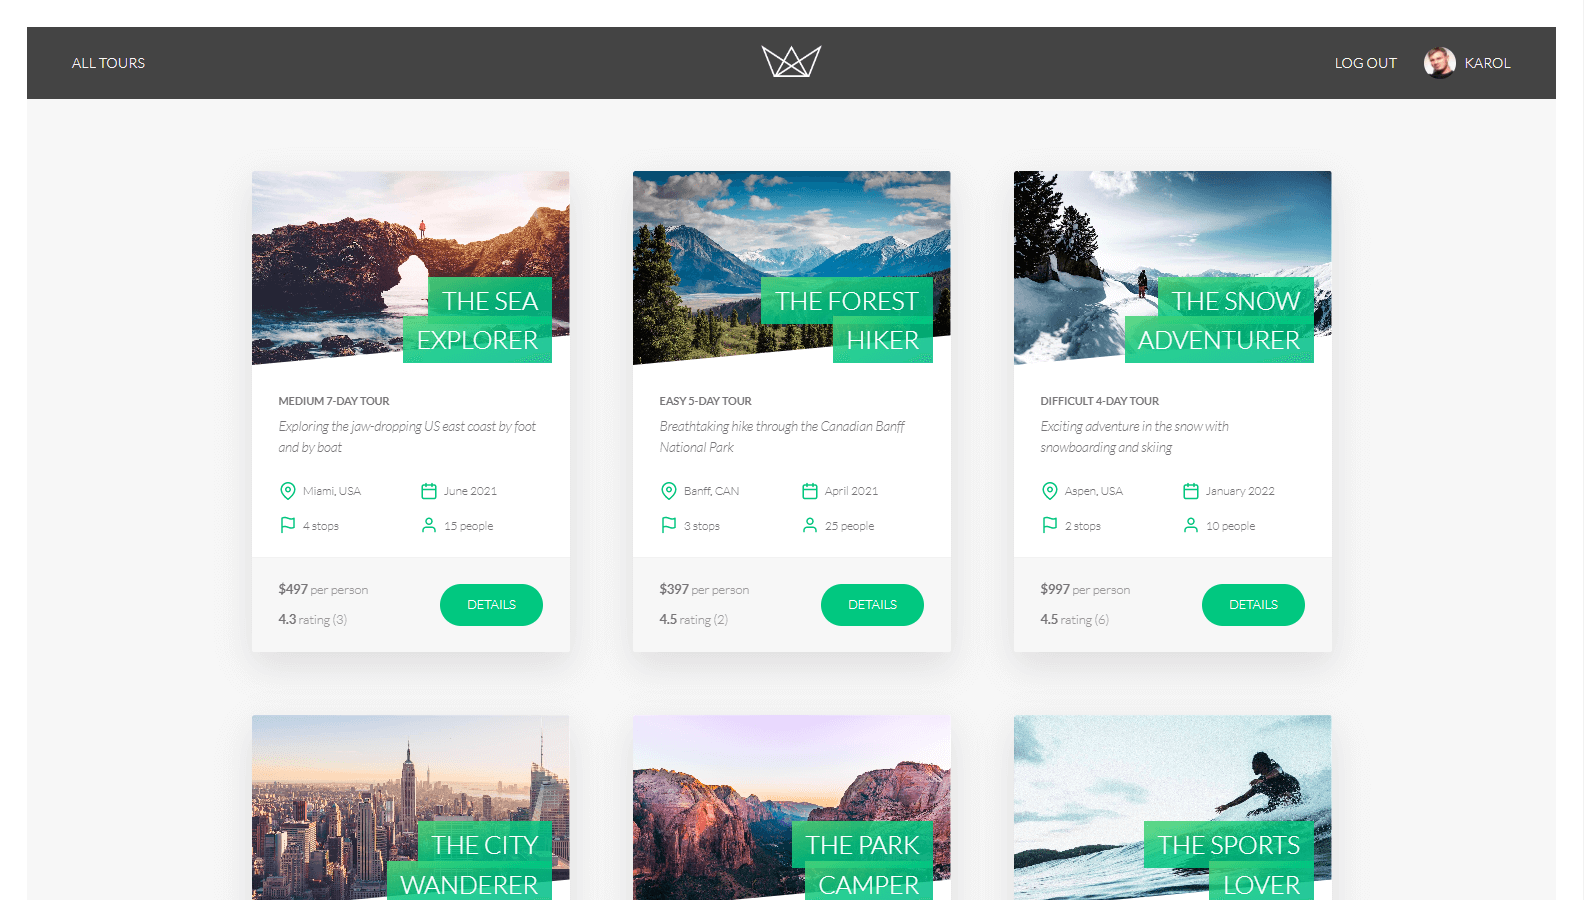 ALL TOURS
LOG OUT
KAROL
THE SEA
EXPLORER
MEDIUM 7-DAY TOUR
Exploring the jaw-dropping US east coast by foot
and by boat
Miami, USA
June 2021
4 stops
15 people
$497 per person
4.3 rating (3)
DETAILS
THE FOREST
HIKER
EASY 5-DAY TOUR
Breathtaking hike through the Canadian Banff
National Park
Banff, CAN
April 2021
3 stops
25 people
$397 per person
4.5 rating (2)
DETAILS
THE SNOW
ADVENTURER
DIFFICULT 4-DAY TOUR
Exciting adventure in the snow with
snowboarding and skiing
Aspen, USA
January 2022
2 stops
10 people
$997 per person
4.5 rating (6)
DETAILS
THE CITY
WANDERER
THE PARK
CAMPER
THE SPORTS
LOVER